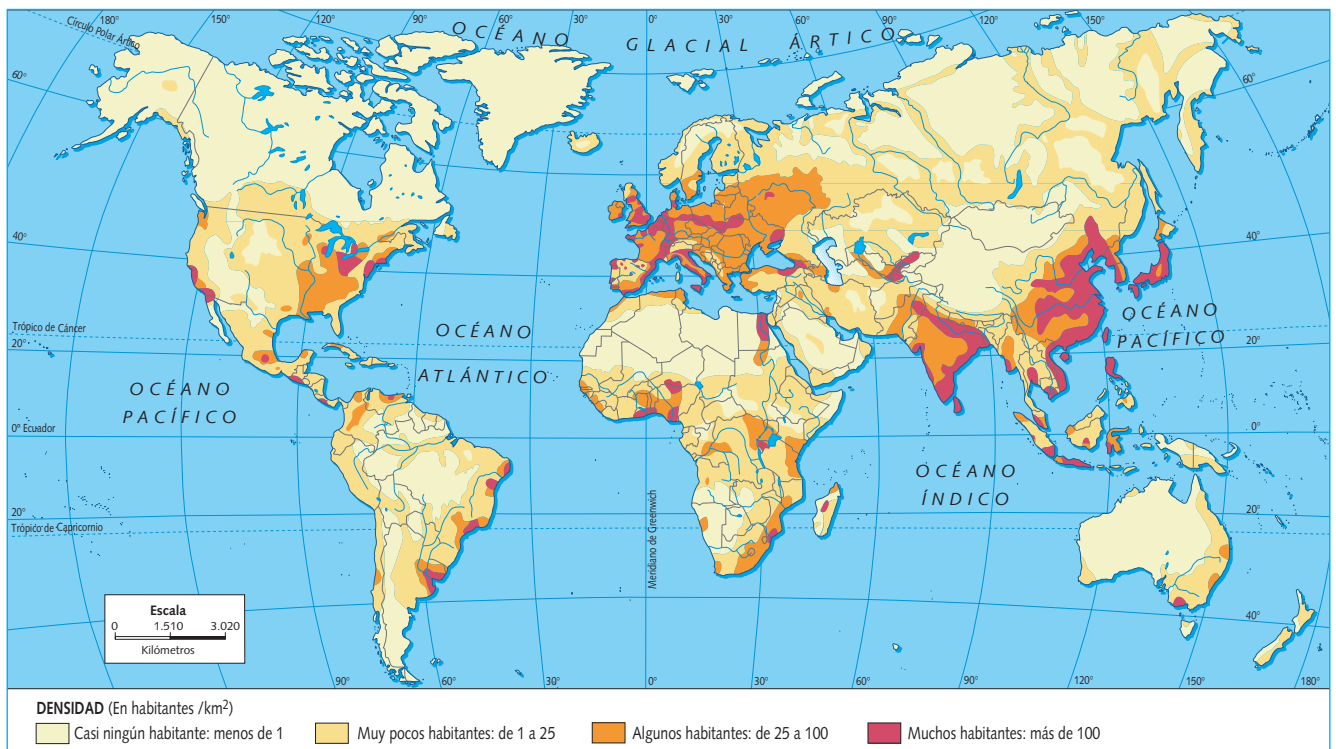 180°
150°
120°
90°
60°
30°
0°
30°
60°
90°
120°
150°
Círculo Polar Ártico
OCÉANO
GLACIAL ÁRTICO
60°
60°
40°
40°
Trópico de Cáncer
20°
20°
OCÉANO
ATLÁNTICO
OCÉANO
PACÍFICO
OCÉANO
PACÍFICO
0° Ecuador
0°
OCÉANO
ÍNDICO
20°
20°
Trópico de Capricornio
Meridiano de Greenwich
40°
Escala
0 1.510 3.020
Kilómetros
90°
60°
30°
0°
30°
60°
90°
120°
150°
180°
DENSIDAD (En habitantes /km²)
Casi ningún habitante: menos de 1
Muy pocos habitantes: de 1 a 25
Algunos habitantes: de 25 a 100
Muchos habitantes: más de 100